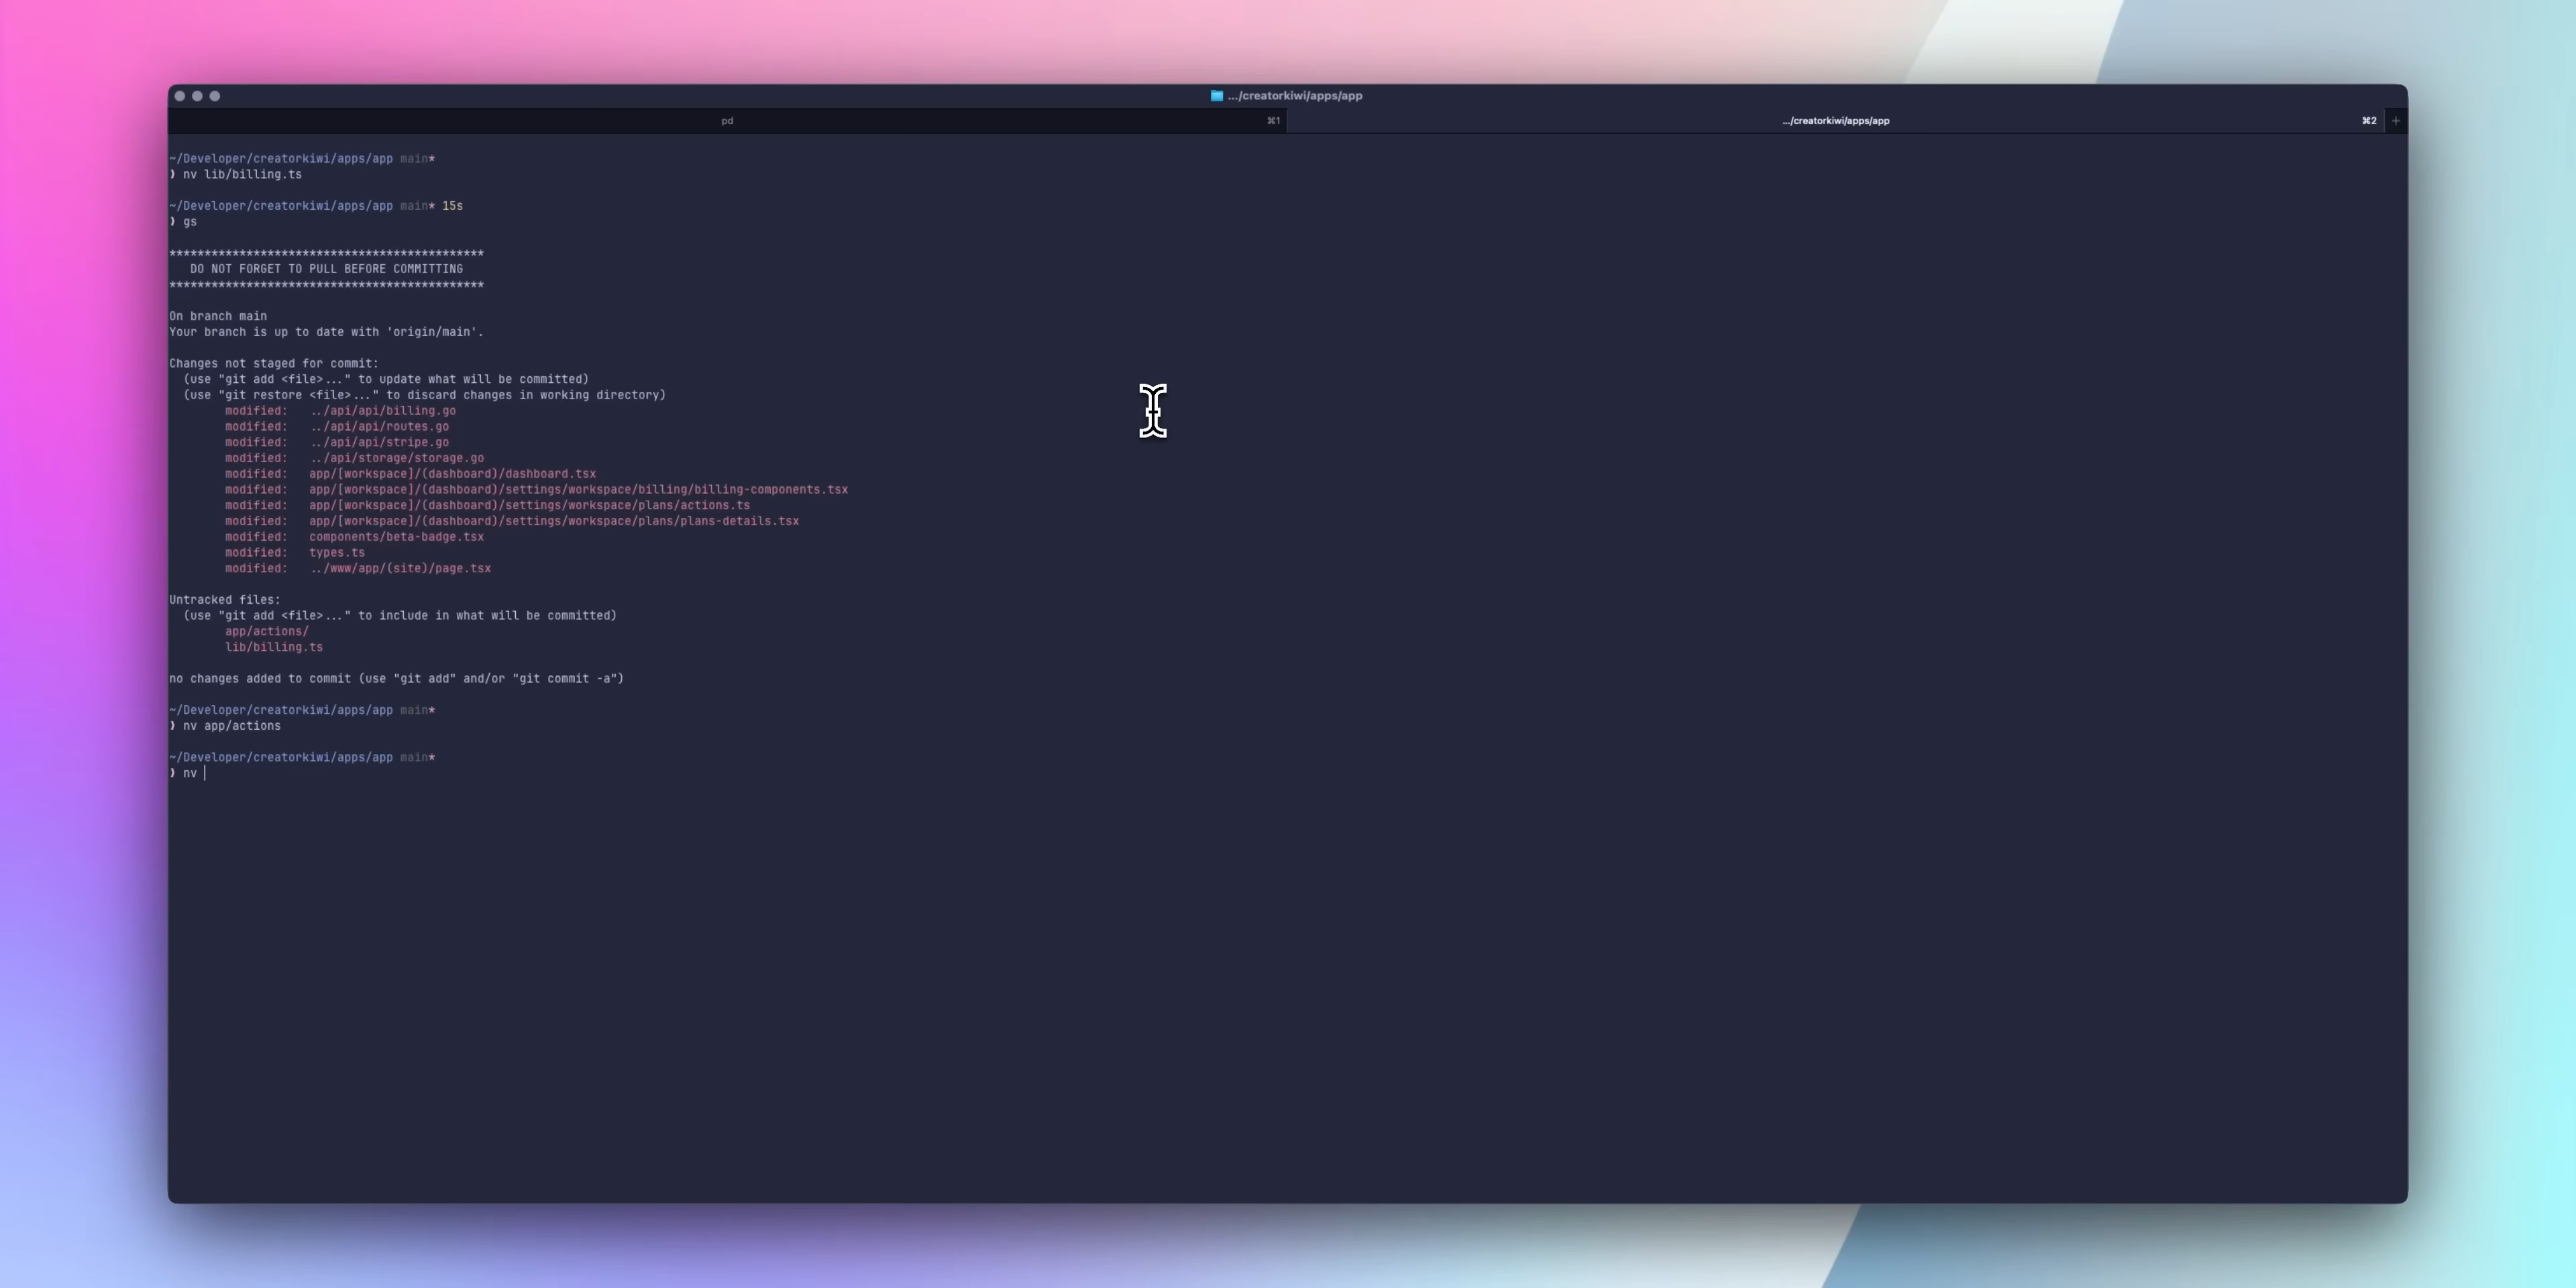 .../creatorkiwi/apps/app
pd ⌘1 .../creatorkiwi/apps/app ⌘2 +
~/Developer/creatorkiwi/apps/app main*
❯ nv lib/billing.ts
~/Developer/creatorkiwi/apps/app main* 15s
❯ gs
*********************************************
DO NOT FORGET TO PULL BEFORE COMMITTING
*********************************************
On branch main
Your branch is up to date with 'origin/main'.
Changes not staged for commit:
(use "git add <file>..." to update what will be committed)
(use "git restore <file>..." to discard changes in working directory)
modified: ../api/api/billing.go
modified: ../api/api/routes.go
modified: ../api/api/stripe.go
modified: ../api/storage/storage.go
modified: app/[workspace]/(dashboard)/dashboard.tsx
modified: app/[workspace]/(dashboard)/settings/workspace/billing/billing-components.tsx
modified: app/[workspace]/(dashboard)/settings/workspace/plans/actions.ts
modified: app/[workspace]/(dashboard)/settings/workspace/plans/plans-details.tsx
modified: components/beta-badge.tsx
modified: types.ts
modified: ../www/app/(site)/page.tsx
Untracked files:
(use "git add <file>..." to include in what will be committed)
app/actions/
lib/billing.ts
no changes added to commit (use "git add" and/or "git commit -a")
~/Developer/creatorkiwi/apps/app main*
❯ nv app/actions
~/Developer/creatorkiwi/apps/app main*
❯ nv